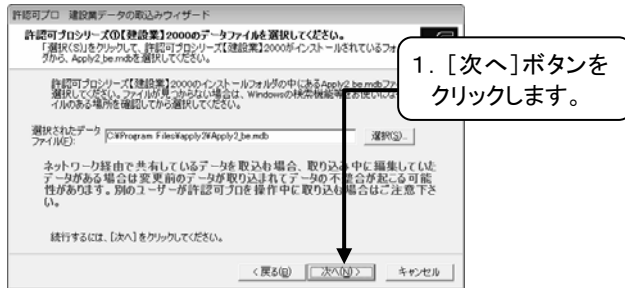 許認可プロ 建設業データの取込みウィザード
許認可プロシリーズの【建設業】2000のデータファイルを選択してください。
「選択(S)」をクリックして、許認可プロシリーズ【建設業】2000がインストールされているフォ
ダから、Apply2_be.mdbを選択してください。
1.［次へ］ボタンを
クリックします。
許認可プロシリーズ【建設業】2000のインストールフォルダの中にあるApply2_be.mdbファ
選択してください。ファイルが見つからない場合は、Windowsの検索機能等をお使いにな
イルのある場所を確認してから選択してください。
選択されたデータ
ファイル(E):
C:¥Program Files¥apply2¥Apply2_be.mdb
選択(S)...
ネットワーク経由で共有しているデータを取込む場合、取り込み中に編集していた
データがある場合は変更前のデータが取り込まれてデータの不整合が起こる可能
性があります。別のユーザーが許認可プロを操作中に取り込む場合はご注意下さ
い。
続行するには、[次へ]をクリックしてください。
< 戻る(B)
次へ(N) >
キャンセル